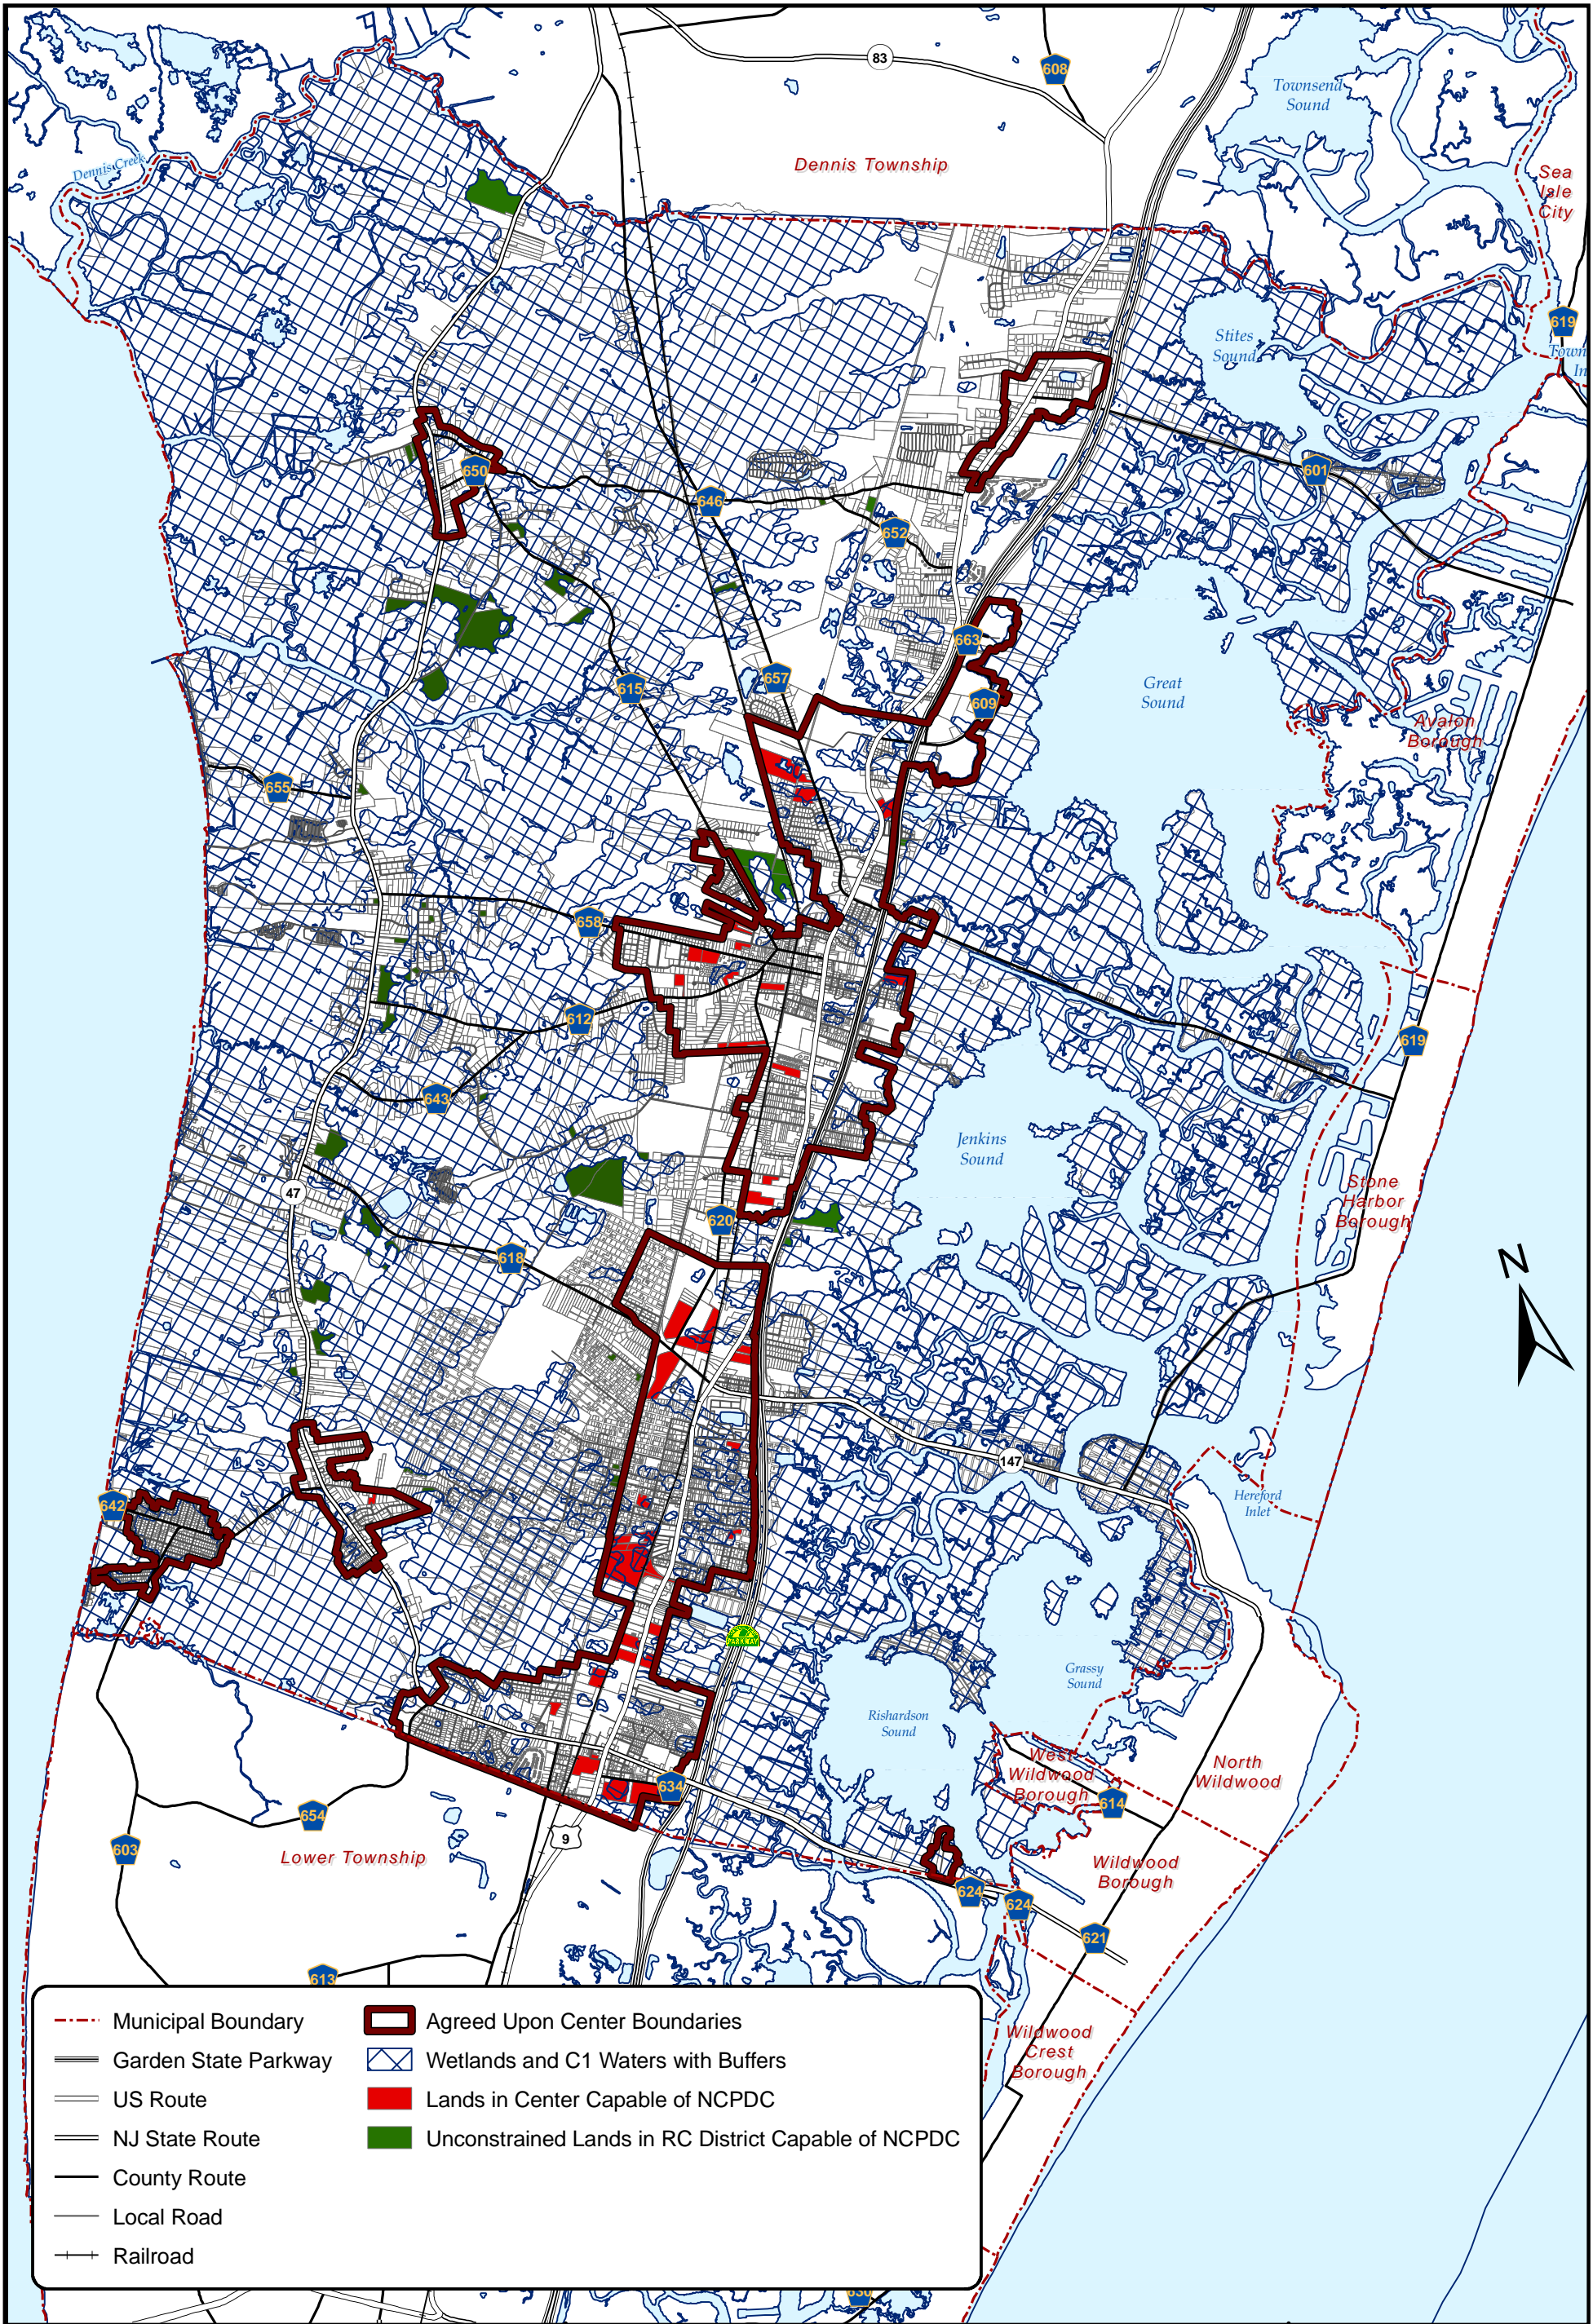 83
608
Townsend
Sound
Dennis Creek
Dennis Township
Sea
Isle
City
Stites
Sound
619
Town
In
650
601
646
652
663
657
615
609
Great
Sound
Avalon
Borough
655
658
612
619
643
Jenkins
Sound
47
Stone
Harbor
Borough
620
618
N
147
642
Hereford
Inlet
PARKWAY
Grassy
Sound
Rishardson
Sound
West
Wildwood
Borough
North
Wildwood
634
614
654
9
603
Lower Township
Wildwood
Borough
624
624
621
613
Wildwood
Crest
Borough
Municipal Boundary
Garden State Parkway
US Route
NJ State Route
County Route
Local Road
Railroad
Agreed Upon Center Boundaries
Wetlands and C1 Waters with Buffers
Lands in Center Capable of NCPDC
Unconstrained Lands in RC District Capable of NCPDC